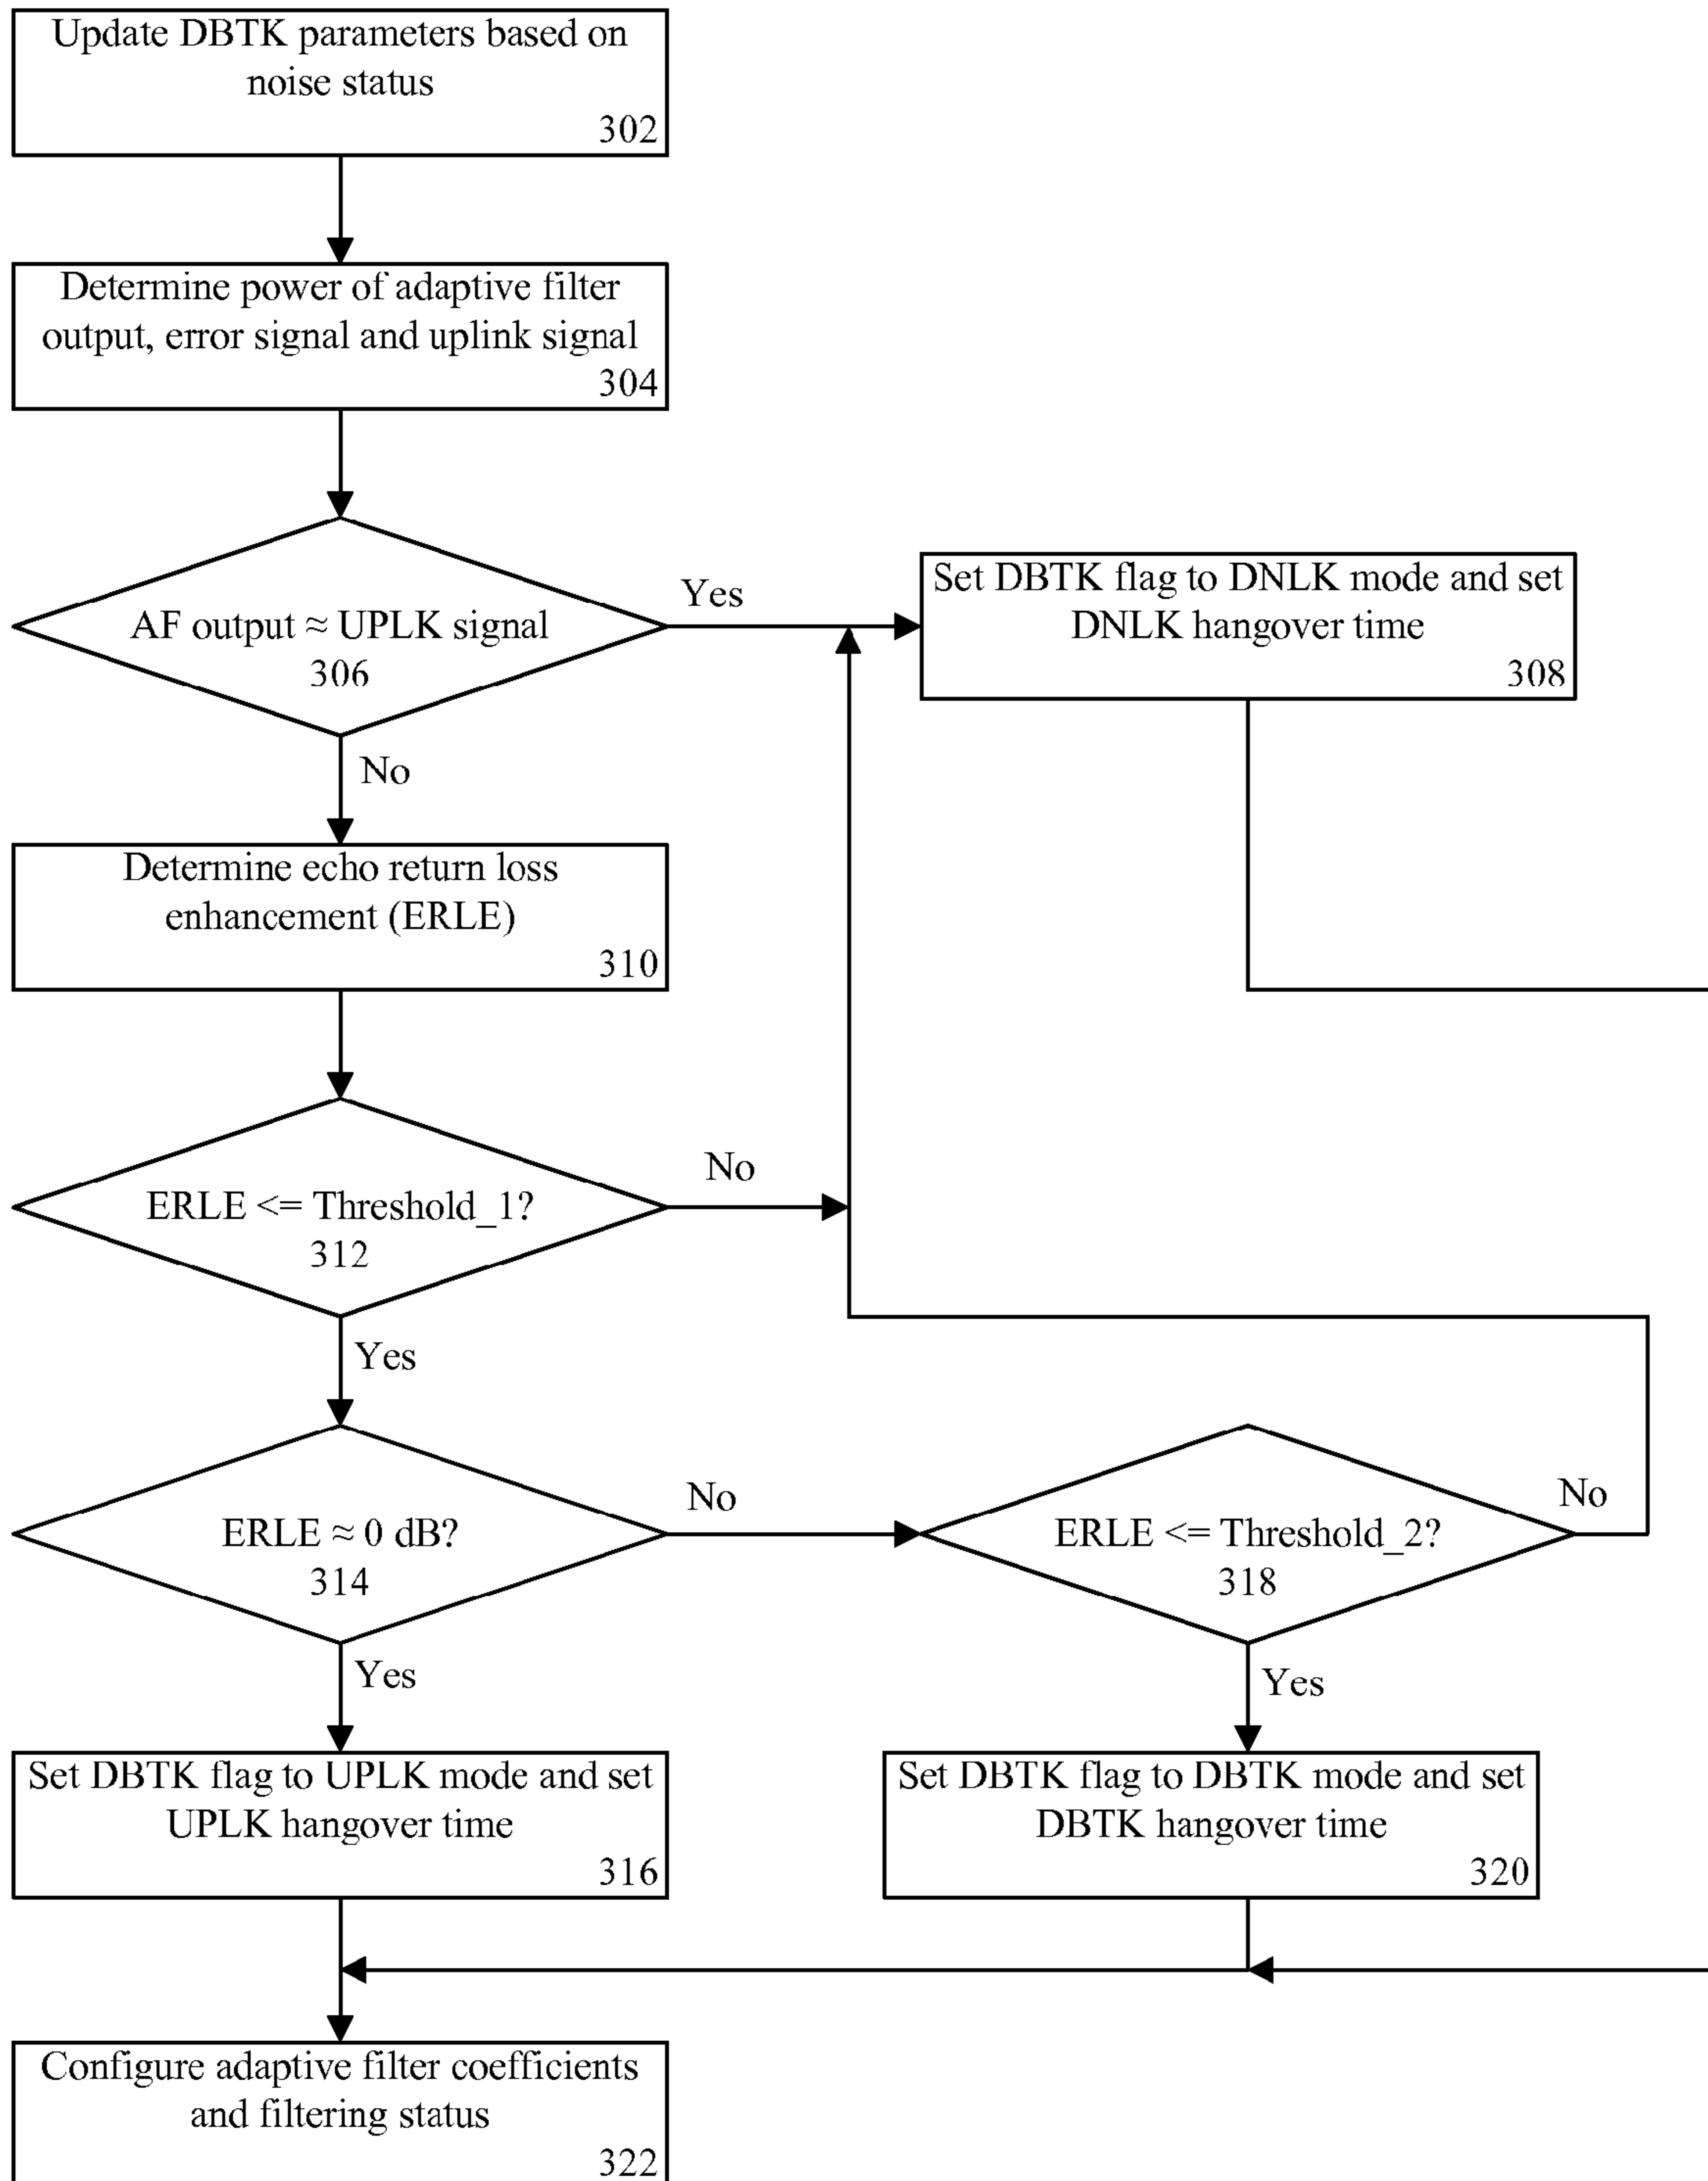 Update DBTK parameters based on
noise status
302
Determine power of adaptive filter
output, error signal and uplink signal
304
AF output ≈ UPLK signal
306
Yes
Set DBTK flag to DNLK mode and set
DNLK hangover time
308
No
Determine echo return loss
enhancement (ERLE)
310
ERLE <= Threshold_1?
312
No
Yes
ERLE ≈ 0 dB?
314
No
ERLE <= Threshold_2?
318
No
Yes
Yes
Set DBTK flag to UPLK mode and set
UPLK hangover time
316
Set DBTK flag to DBTK mode and set
DBTK hangover time
320
Configure adaptive filter coefficients
and filtering status
322